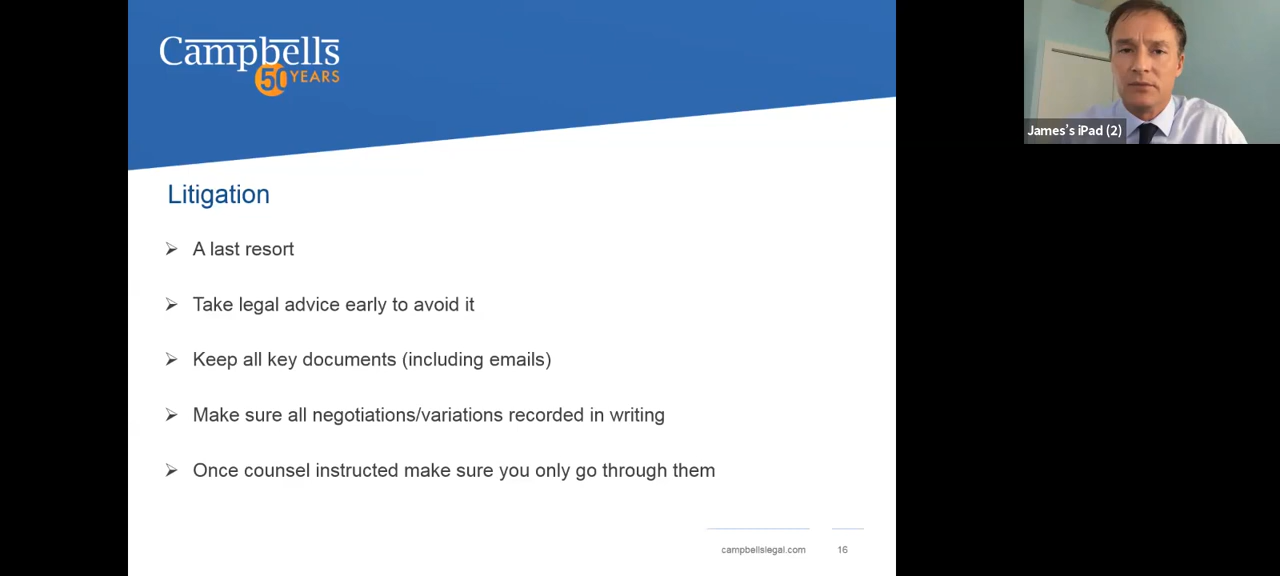 Campbells
50 YEARS
James's iPad (2)
Litigation
A last resort
Take legal advice early to avoid it
Keep all key documents (including emails)
Make sure all negotiations/variations recorded in writing
Once counsel instructed make sure you only go through them
campbellslegal.com 16